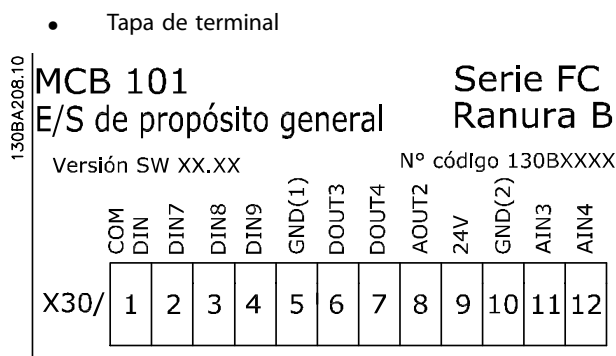 • Tapa de terminal
130BA208.10
MCB 101
Serie FC
E/S de propósito general
Ranura B
Versión SW XX.XX
Nº código 130BXXXX
COM DIN
DIN7
DIN8
DIN9
GND(1)
DOUT3
DOUT4
AOUT2
24V
GND(2)
AIN3
AIN4
X30/ 1 2 3 4 5 6 7 8 9 10 11 12